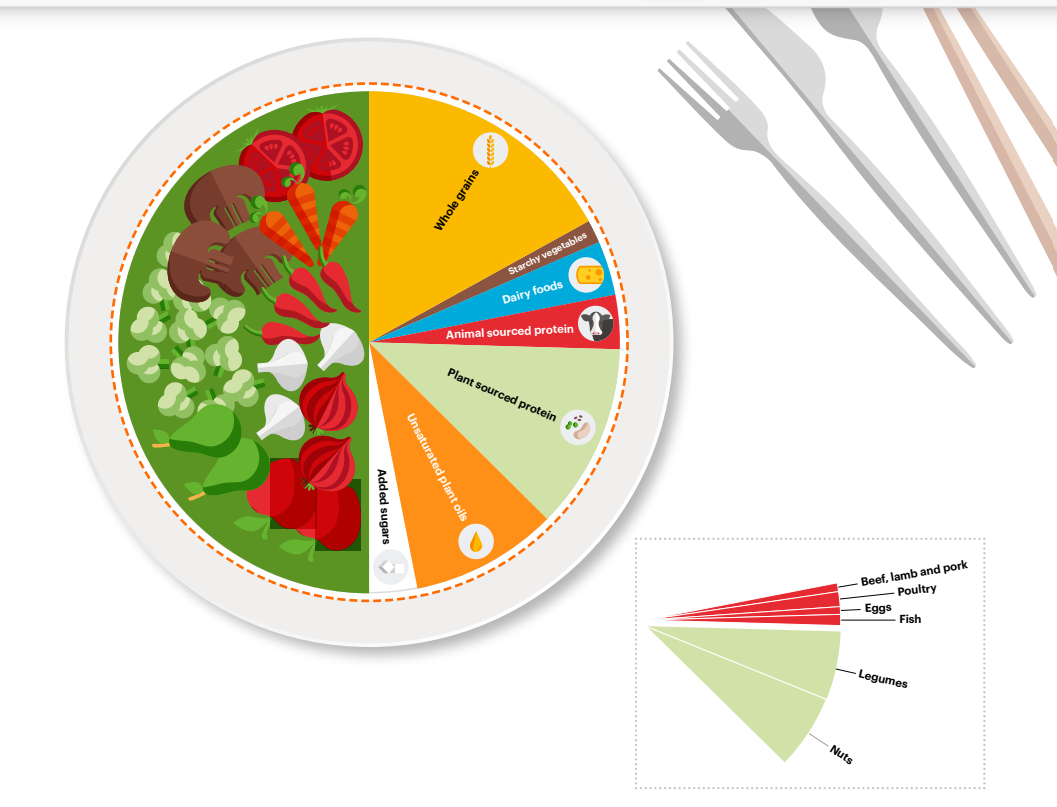 Whole grains
Starchy vegetables
Dairy foods
Animal sourced protein
Plant sourced protein
Unsaturated plant oils
Added sugars
Beef, lamb and pork
Poultry
Eggs
Fish
Legumes
Nuts